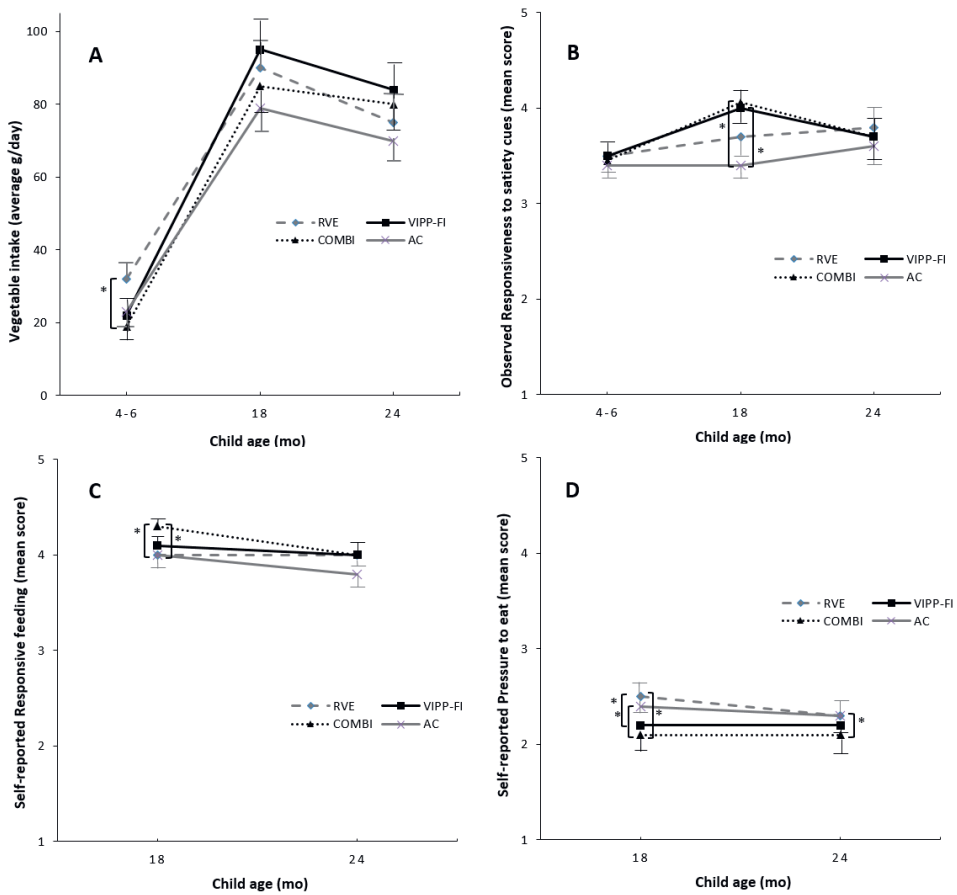 A
Vegetable intake (average g/day)
100
80
60
40
20
0
*
RVE VIPP-FI
COMBI AC
4-6 18 24
Child age (mo)
B
Observed Responsiveness to satiety cues (mean score)
5
4
3
2
1
*
*
RVE VIPP-FI
COMBI AC
4-6 18 24
Child age (mo)
C
Self-reported Responsive feeding (mean score)
5
4
3
2
1
* *
RVE VIPP-FI
COMBI AC
18 24
Child age (mo)
D
Self-reported Pressure to eat (mean score)
5
4
3
2
1
RVE VIPP-FI
COMBI AC
*
* *
*
18 24
Child age (mo)